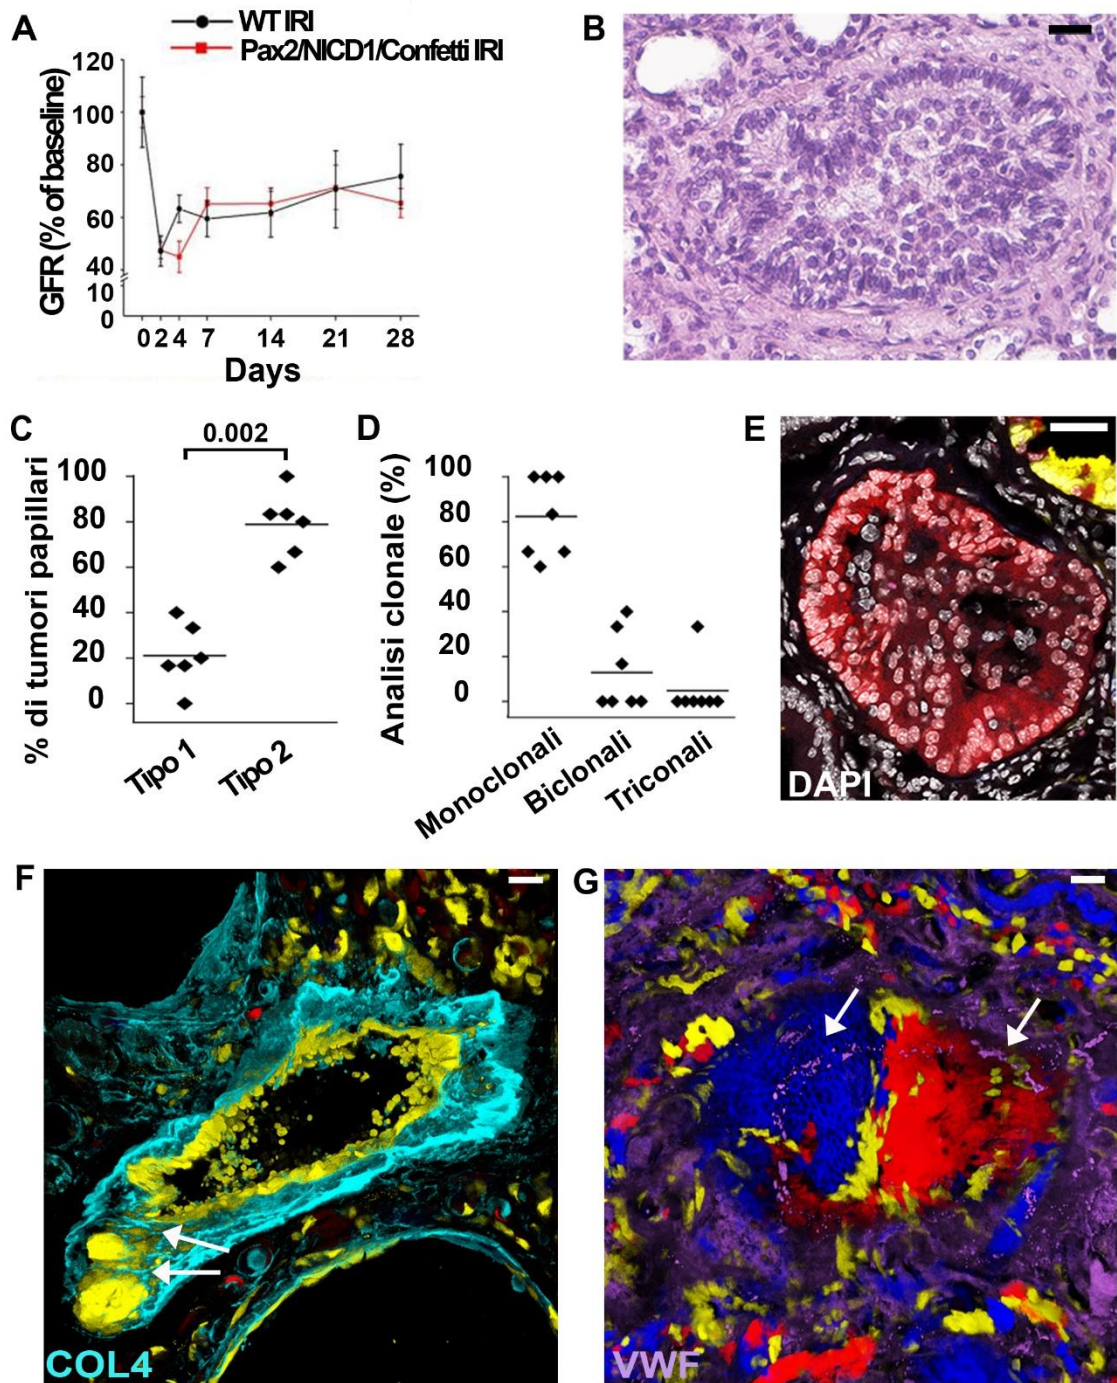 A
WT IRI
Pax2/NICD1/Confetti IRI
GFR (% of baseline)
120
100
80
60
40
10
0
0 2 4 7 14 21 28
Days
B
C
0.002
% di tumori papillari
100
80
60
40
20
0
Tipo 1
Tipo 2
D
Analisi clonale (%)
100
80
60
40
20
0
Monoclonali
Biclonali
Triconali
E
DAPI
F
COL4
G
VWF